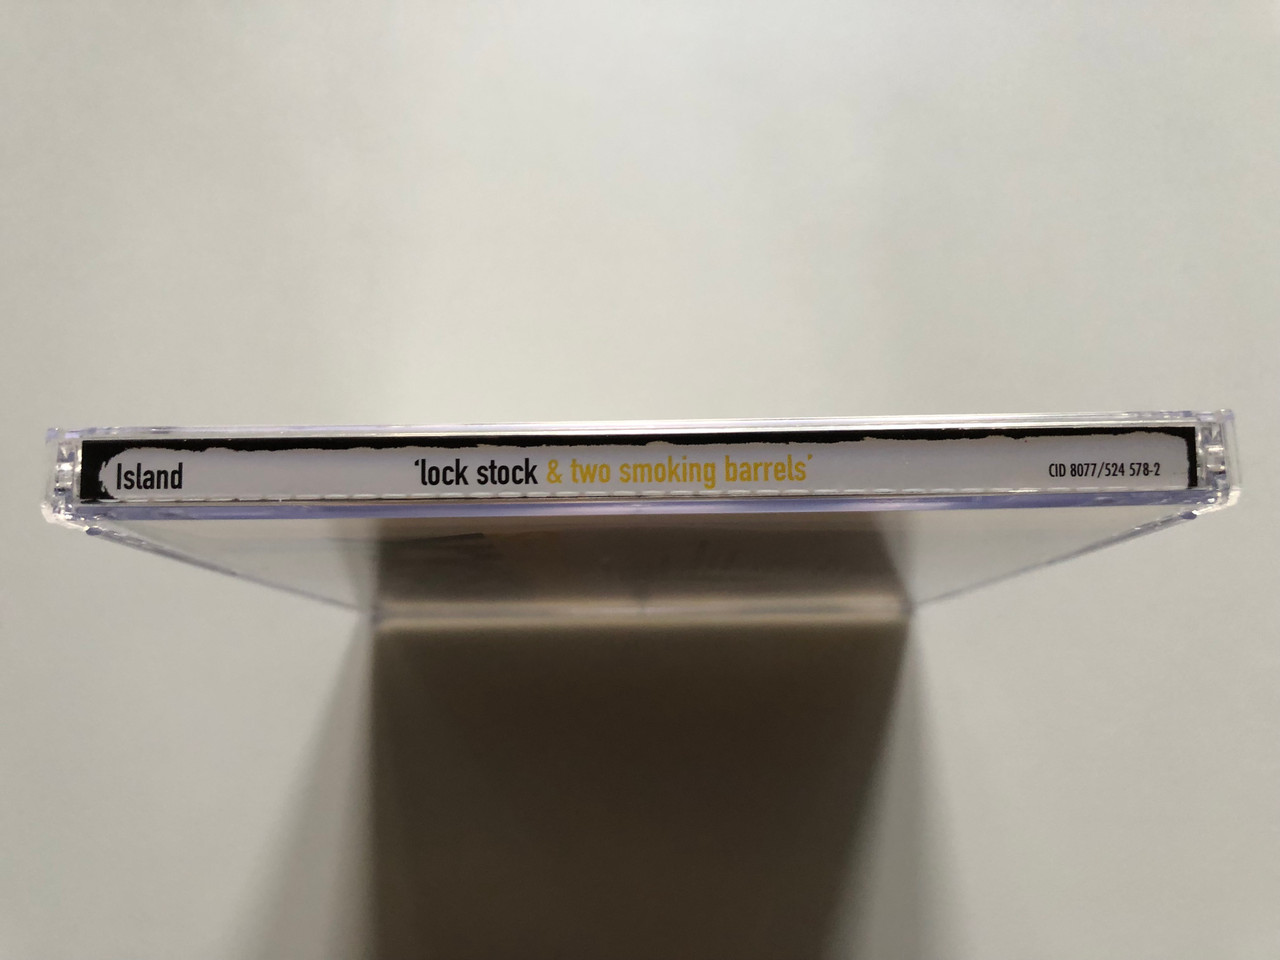 Island 'lock stock & two smoking barrels' CID 8077/524 578-2